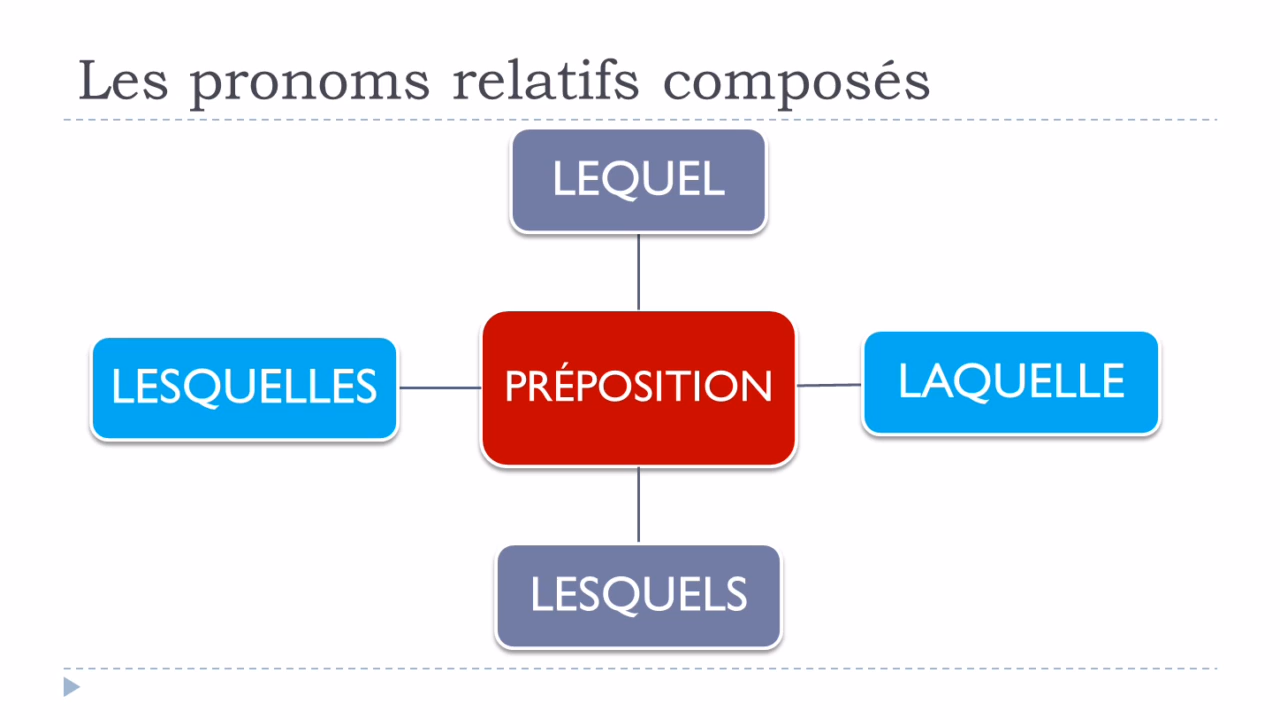 Les pronoms relatifs composés
LEQUEL
LESQUELLES
PRÉPOSITION
LAQUELLE
LESQUELS